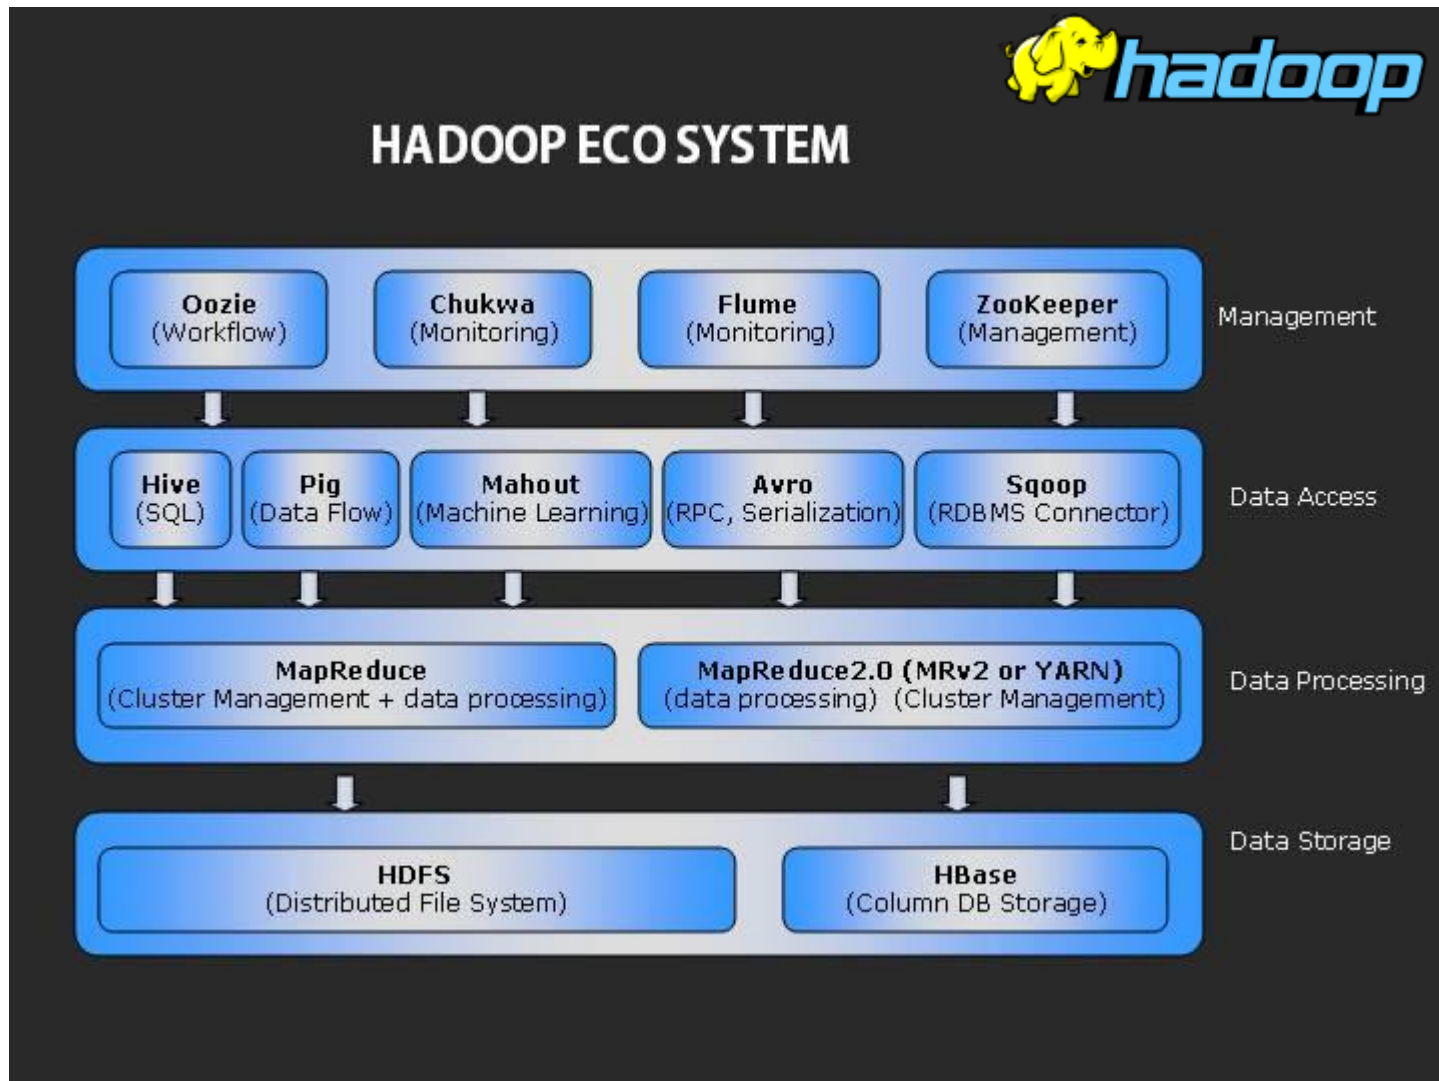 hadoop
HADOOP ECO SYSTEM
Oozie
(Workflow)
Chukwa
(Monitoring)
Flume
(Monitoring)
ZooKeeper
(Management)
Management
Hive
(SQL)
Pig
(Data Flow)
Mahout
(Machine Learning)
Avro
(RPC, Serialization)
Sqoop
(RDBMS Connector)
Data Access
MapReduce
(Cluster Management + data processing)
MapReduce2.0 (MRv2 or YARN)
(data processing) (Cluster Management)
Data Processing
HDFS
(Distributed File System)
HBase
(Column DB Storage)
Data Storage